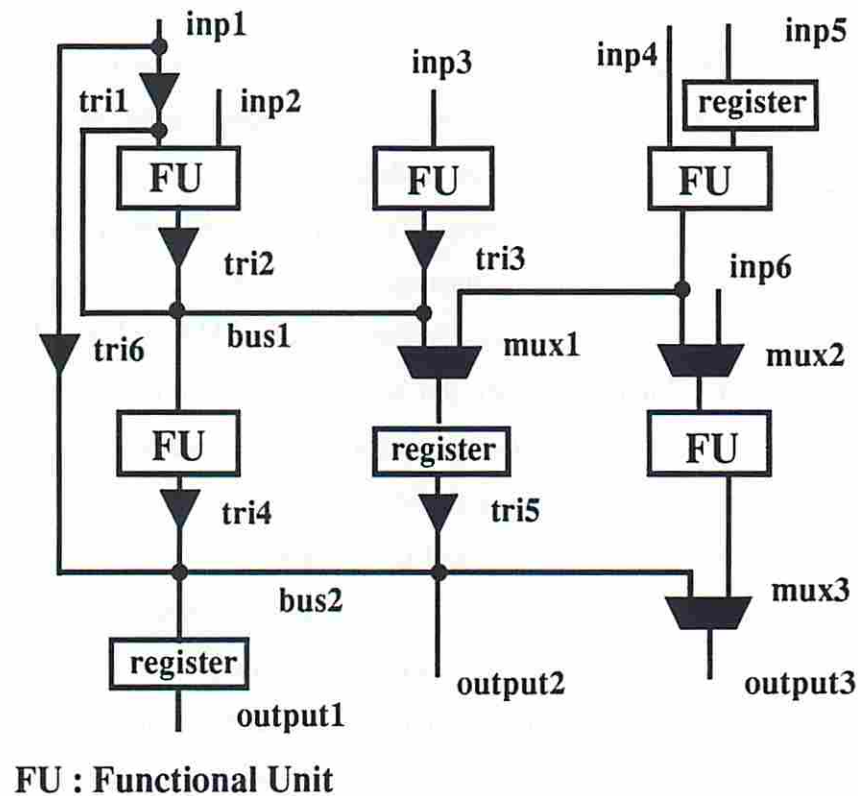 inp1
inp5
inp4
inp3
tri1
inp2
register
FU
FU
FU
tri2
tri3
inp6
bus1
tri6
mux1
mux2
FU
register
FU
tri4
tri5
bus2
mux3
register
output2
output3
output1
FU : Functional Unit